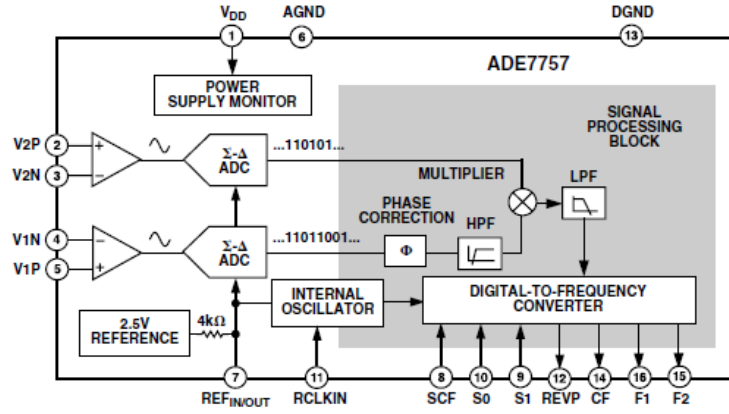 VDD AGND DGND
1 6 13
ADE7757
POWER
SUPPLY MONITOR
SIGNAL
PROCESSING
BLOCK
V2P 2 + Σ-Δ
ADC ...110101...
V2N 3 −
MULTIPLIER LPF
PHASE
CORRECTION HPF
V1N 4 − Σ-Δ
ADC ...11011001... Φ
V1P 5 +
INTERNAL
OSCILLATOR
DIGITAL-TO-FREQUENCY
CONVERTER
2.5V
REFERENCE
4kΩ
7 11 8 10 9 12 14 16 15
REFIN/OUT RCLKIN SCF S0 S1 REVP CF F1 F2